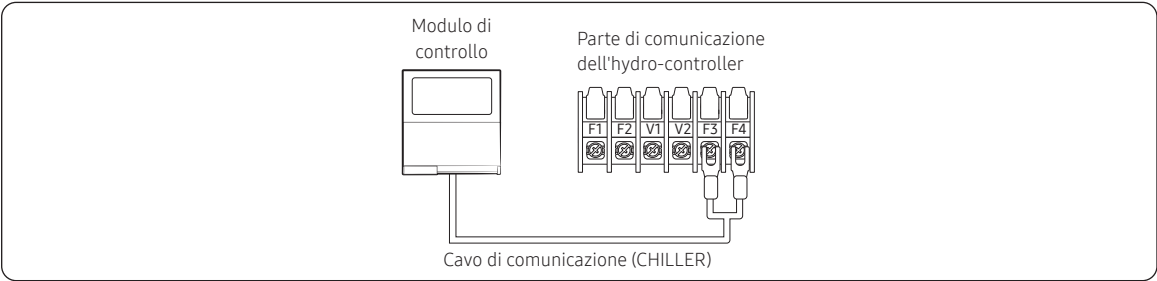 Modulo di
controllo
Parte di comunicazione
dell'hydro-controller
F1 F2 V1 V2 F3 F4
Cavo di comunicazione (CHILLER)